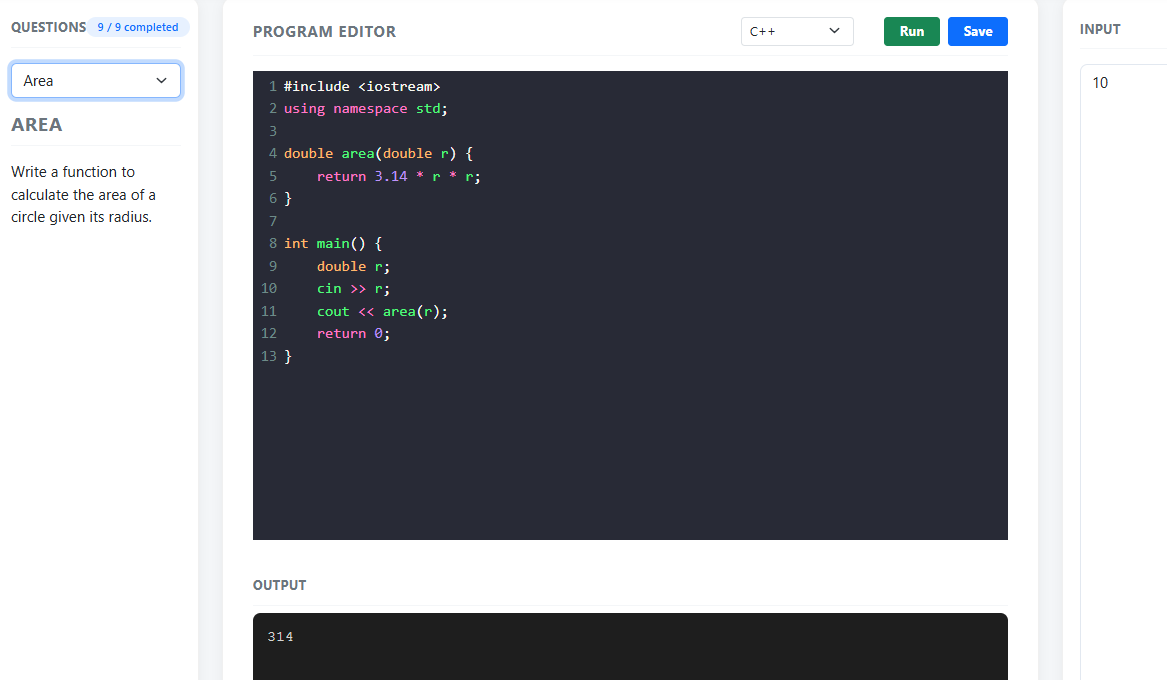 QUESTIONS 9 / 9 completed
Area
AREA
Write a function to
calculate the area of a
circle given its radius.
PROGRAM EDITOR C++ Run Save
1 #include <iostream>
2 using namespace std;
3
4 double area(double r) {
5     return 3.14 * r * r;
6 }
7
8 int main() {
9     double r;
10     cin >> r;
11     cout << area(r);
12     return 0;
13 }
OUTPUT
314
INPUT
10